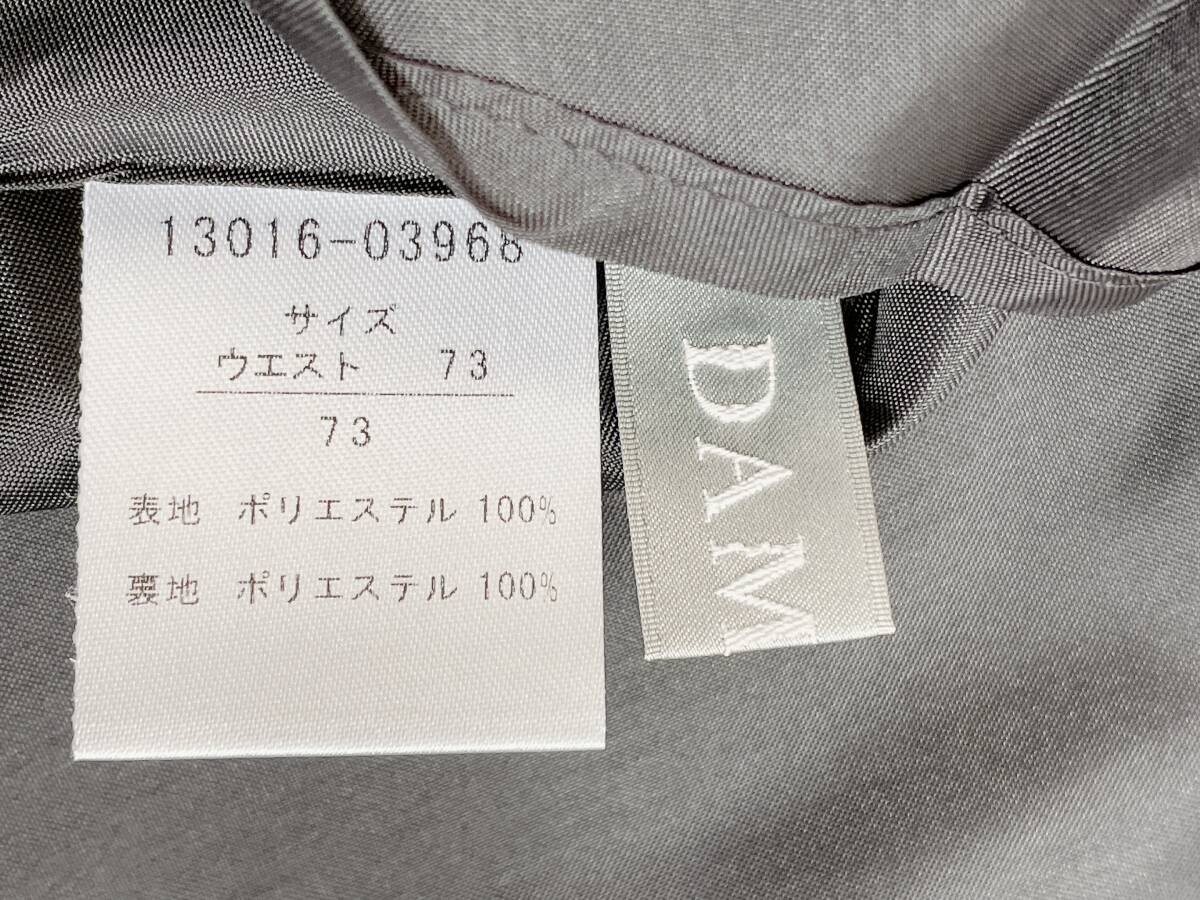 13016-03968
サイズ
ウエスト 73
73
表地 ポリエステル 100%
裏地 ポリエステル 100%
DAM